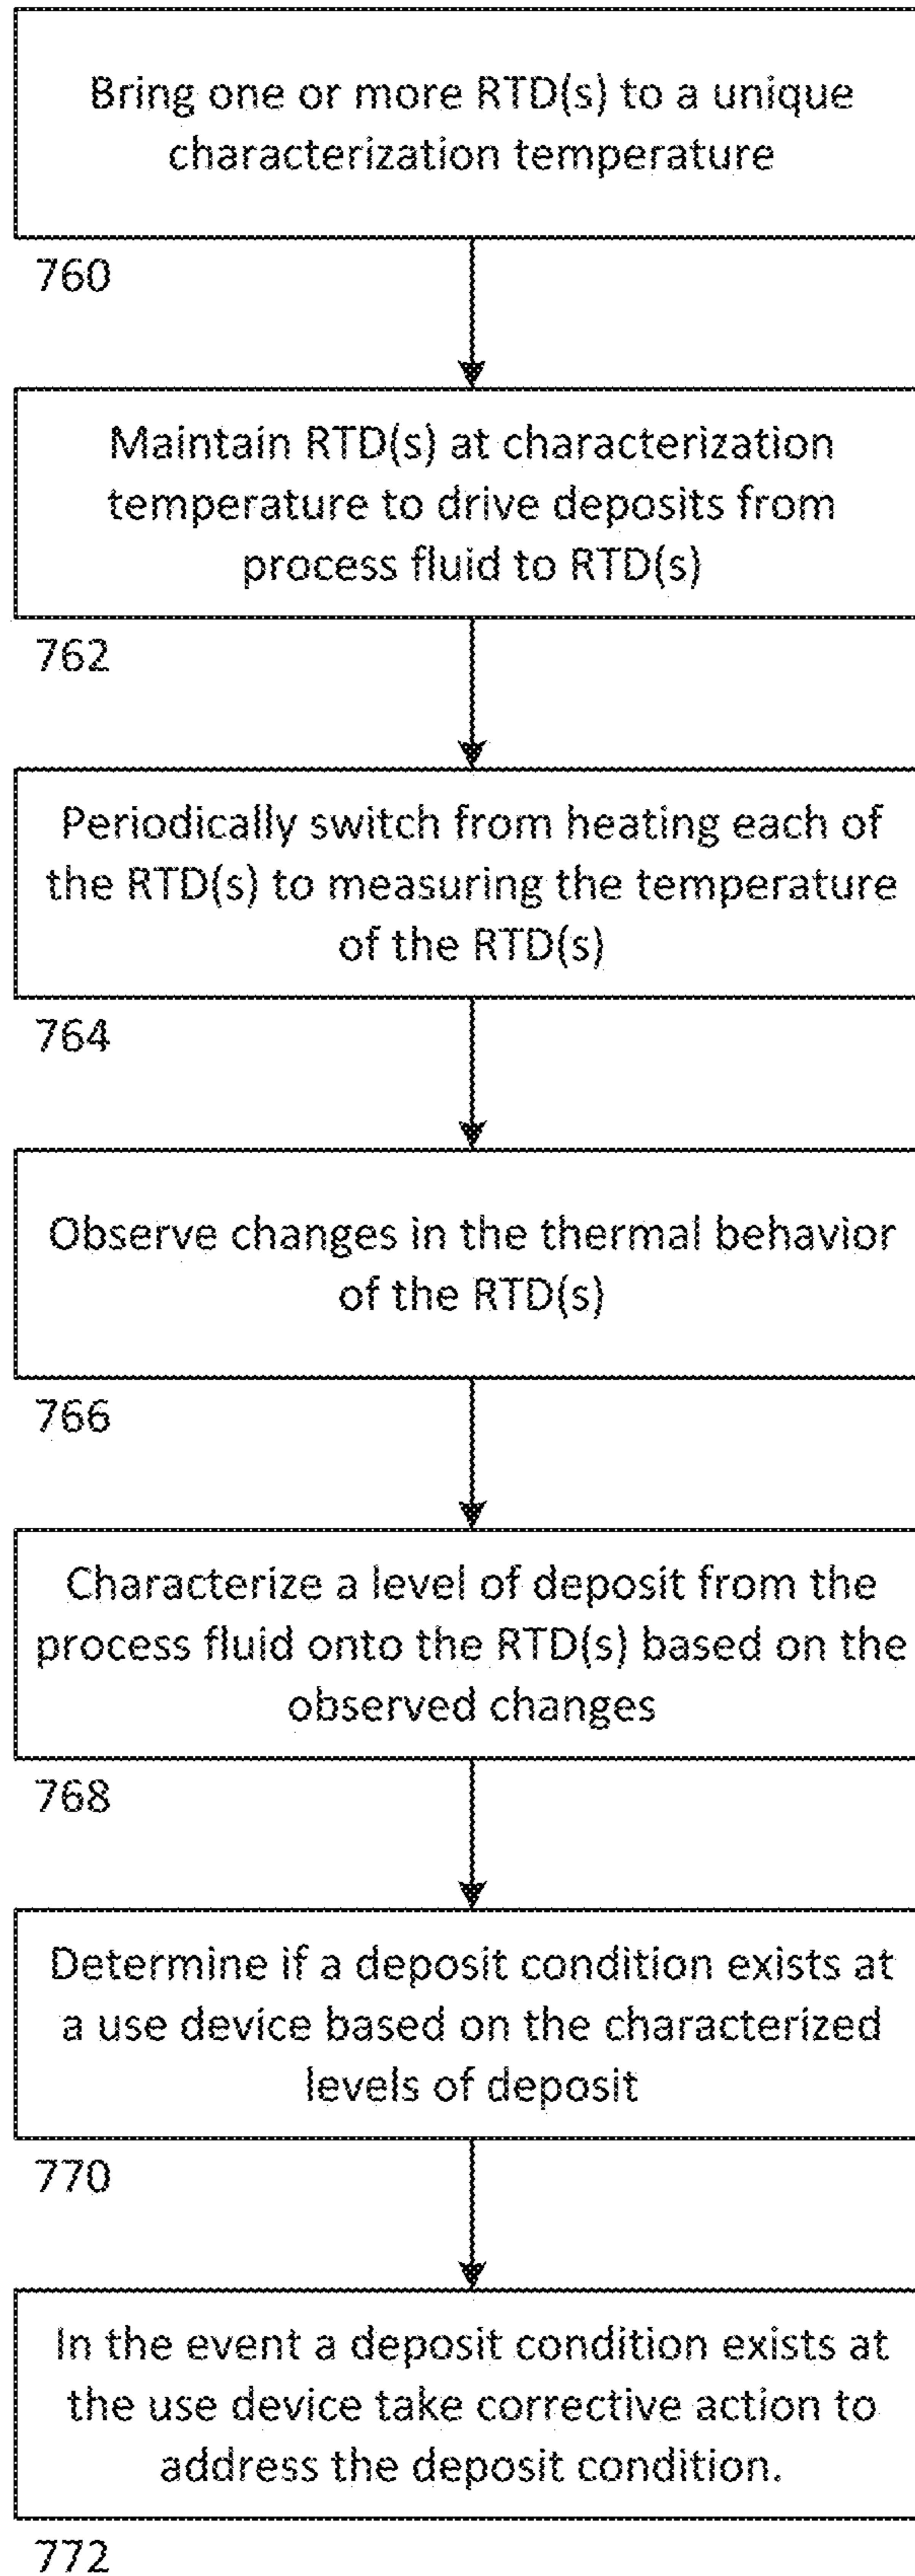 Bring one or more RTD(s) to a unique
characterization temperature
760
Maintain RTD(s) at characterization
temperature to drive deposits from
process fluid to RTD(s)
762
Periodically switch from heating each of
the RTD(s) to measuring the temperature
of the RTD(s)
764
Observe changes in the thermal behavior
of the RTD(s)
766
Characterize a level of deposit from the
process fluid onto the RTD(s) based on the
observed changes
768
Determine if a deposit condition exists at
a use device based on the characterized
levels of deposit
770
In the event a deposit condition exists at
the use device take corrective action to
address the deposit condition.
772